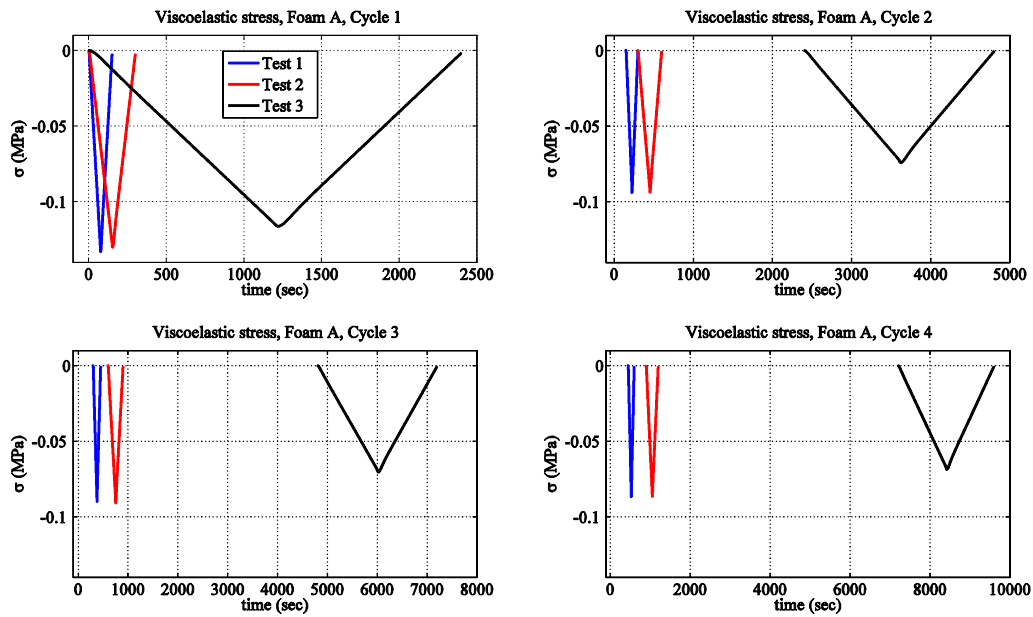 Viscoelastic stress, Foam A, Cycle 1
0
-0.05
-0.1
σ (MPa)
Test 1
Test 2
Test 3
0 500 1000 1500 2000 2500
time (sec)
Viscoelastic stress, Foam A, Cycle 2
0
-0.05
-0.1
σ (MPa)
0 1000 2000 3000 4000 5000
time (sec)
Viscoelastic stress, Foam A, Cycle 3
0
-0.05
-0.1
σ (MPa)
0 1000 2000 3000 4000 5000 6000 7000 8000
time (sec)
Viscoelastic stress, Foam A, Cycle 4
0
-0.05
-0.1
σ (MPa)
0 2000 4000 6000 8000 10000
time (sec)